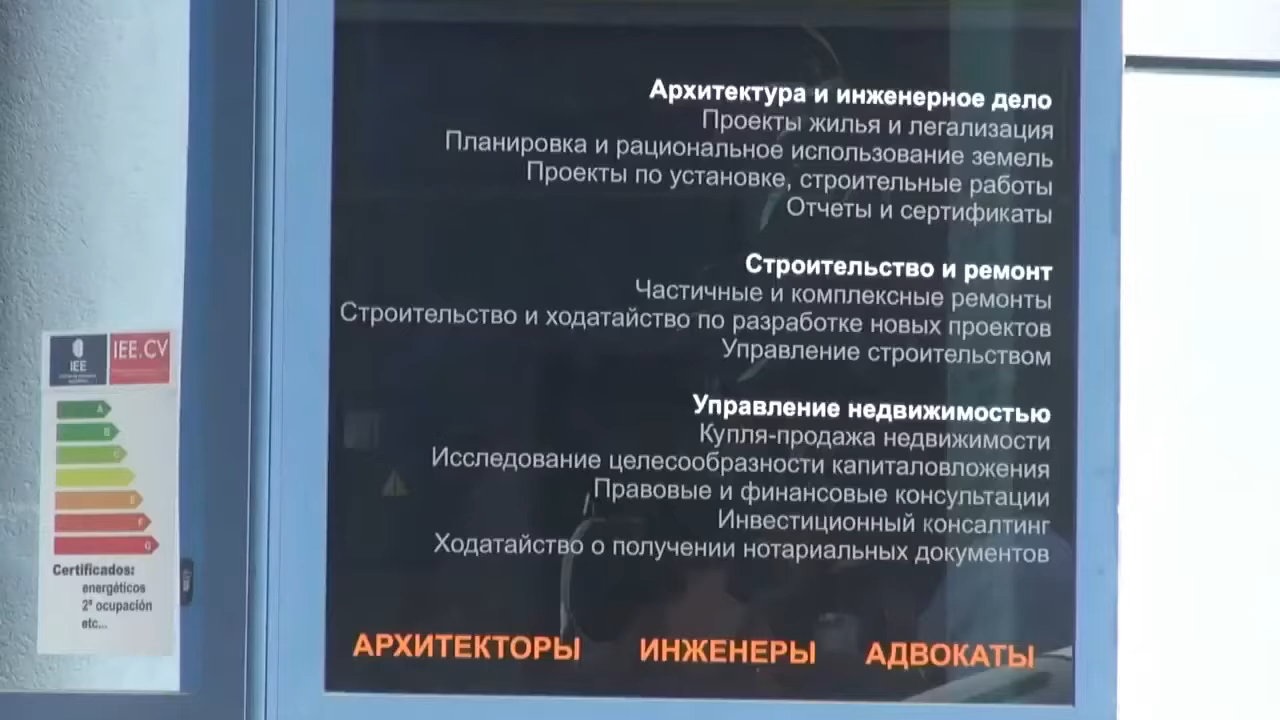 Архитектура и инженерное дело
Проекты жилья и легализация
Планировка и рациональное использование земель
Проекты по установке, строительные работы
Отчеты и сертификаты
Строительство и ремонт
Частичные и комплексные ремонты
Строительство и ходатайство по разработке новых проектов
Управление строительством
Управление недвижимостью
Купля-продажа недвижимости
Исследование целесообразности капиталовложения
Правовые и финансовые консультации
Инвестиционный консалтинг
Ходатайство о получении нотариальных документов
АРХИТЕКТОРЫ ИНЖЕНЕРЫ АДВОКАТЫ
IEE
IEE.CV
A
B
C
E
F
G
Certificados:
energéticos
2ª ocupación
etc...